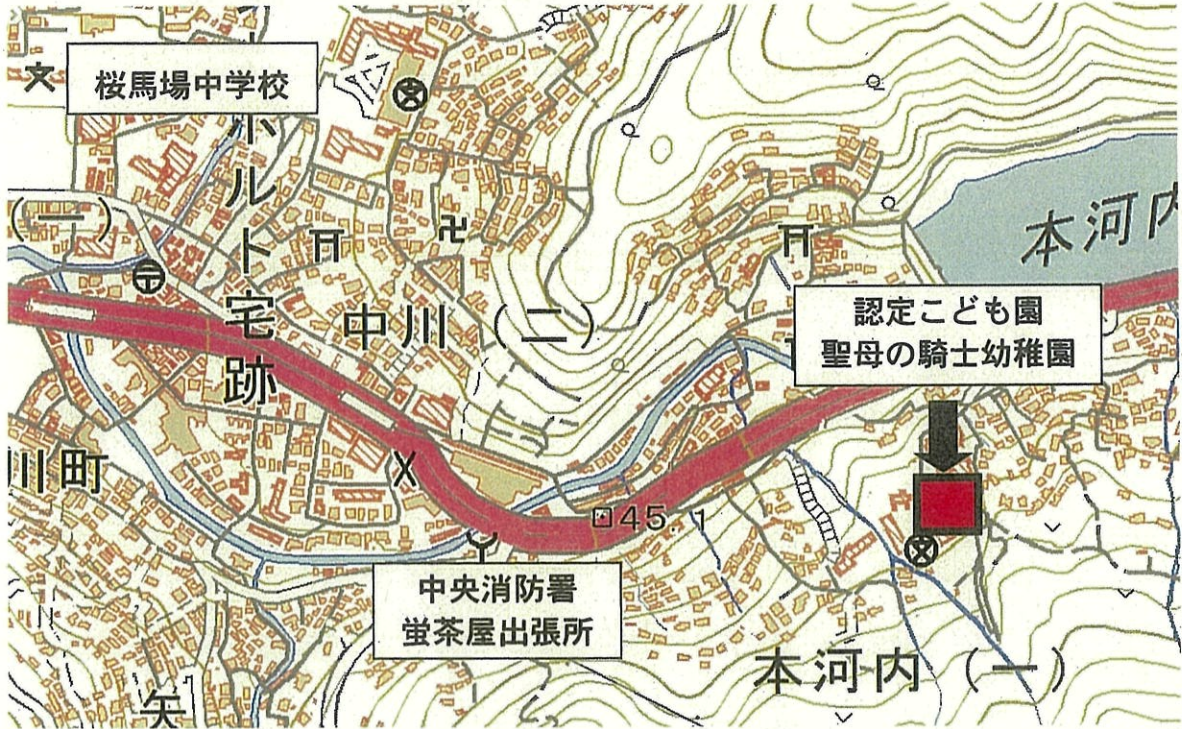 桜馬場中学校
ボルト宅跡
(一)
中川(二)
本河内
認定こども園
聖母の騎士幼稚園
川町
45.1
中央消防署
蛍茶屋出張所
本河内(一)
矢